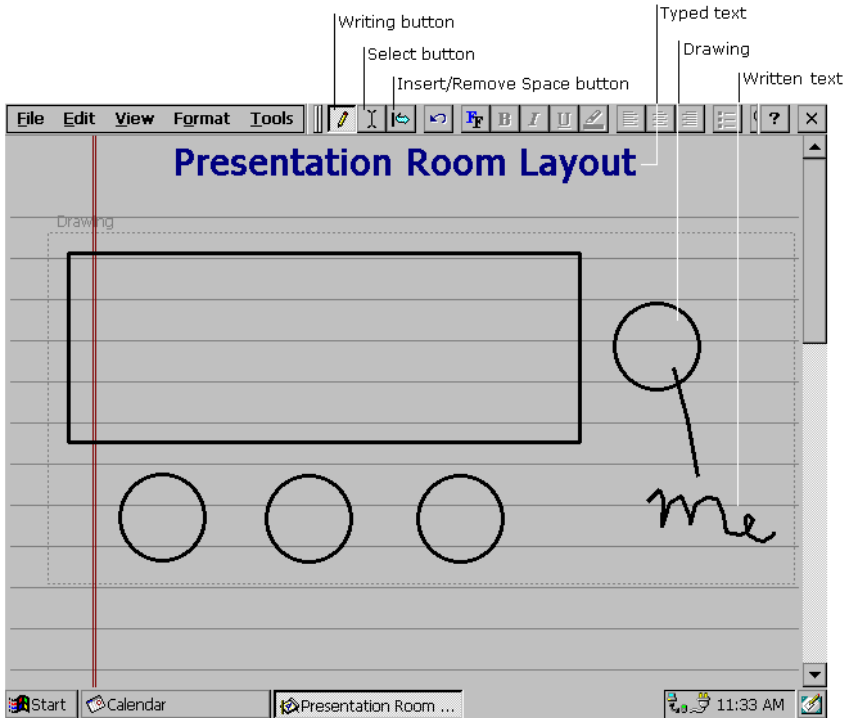 Typed text
Writing button
Drawing
Select button
Written text
Insert/Remove Space button
File Edit View Format Tools FF B I U ? ×
Presentation Room Layout
Drawing
me
Start Calendar Presentation Room ... 11:33 AM